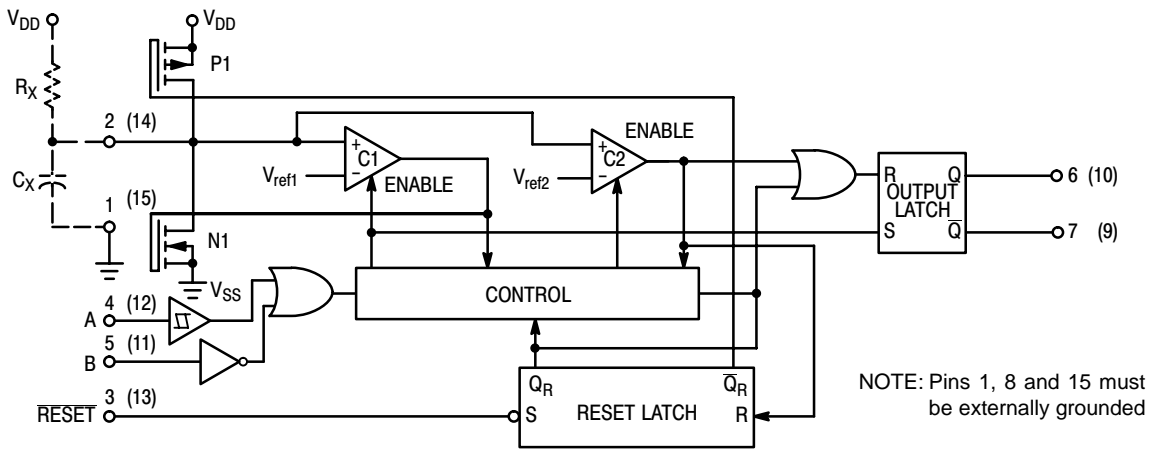 VDD
VDD
P1
RX
2 (14)
ENABLE
+
C1
−
+
C2
−
Vref1
ENABLE
Vref2
CX
1 (15)
R Q
OUTPUT
LATCH
S Q̅
6 (10)
7 (9)
N1
VSS
CONTROL
4 (12)
A
5 (11)
B
3 (13)
RESET̅
QR Q̅R
S RESET LATCH R
NOTE: Pins 1, 8 and 15 must
be externally grounded